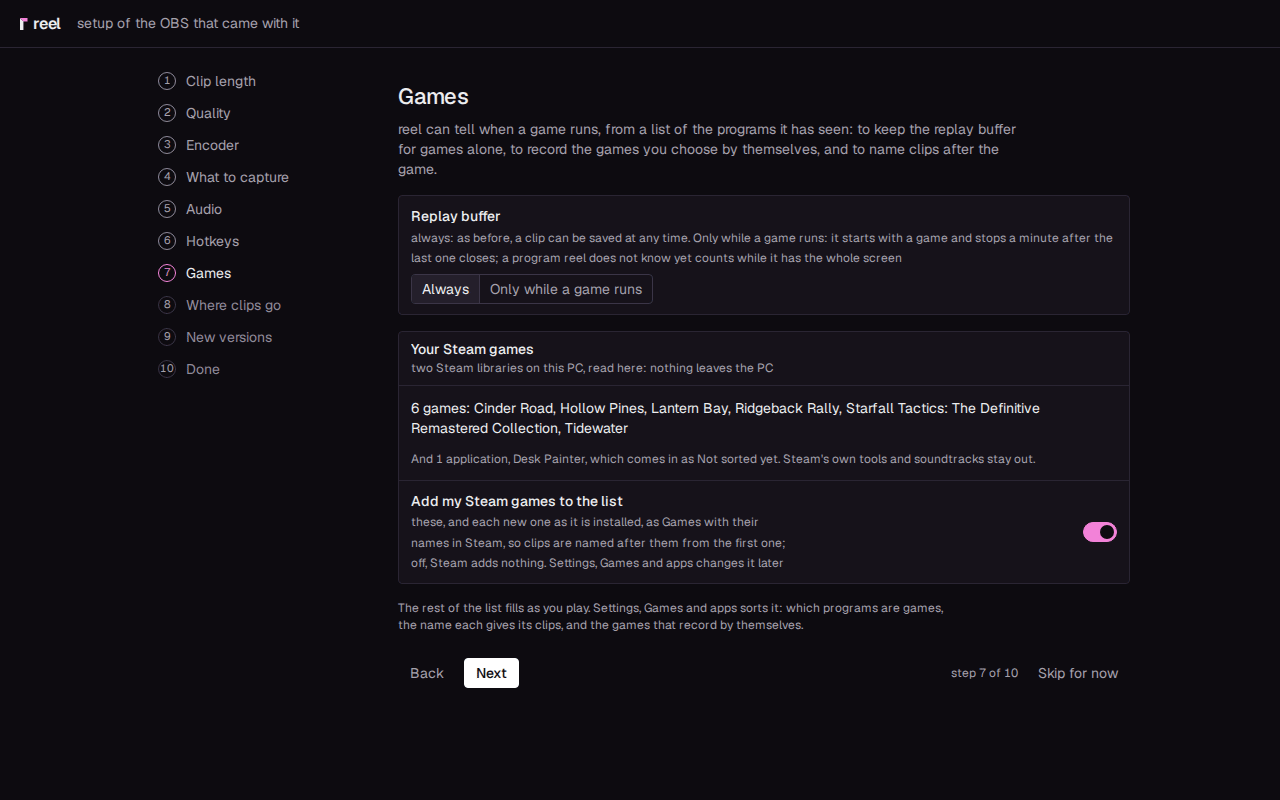 reel setup of the OBS that came with it
1 Clip length
2 Quality
3 Encoder
4 What to capture
5 Audio
6 Hotkeys
7 Games
8 Where clips go
9 New versions
10 Done
Games
reel can tell when a game runs, from a list of the programs it has seen: to keep the replay buffer
for games alone, to record the games you choose by themselves, and to name clips after the
game.
Replay buffer
always: as before, a clip can be saved at any time. Only while a game runs: it starts with a game and stops a minute after the
last one closes; a program reel does not know yet counts while it has the whole screen
Always Only while a game runs
Your Steam games
two Steam libraries on this PC, read here: nothing leaves the PC
6 games: Cinder Road, Hollow Pines, Lantern Bay, Ridgeback Rally, Starfall Tactics: The Definitive
Remastered Collection, Tidewater
And 1 application, Desk Painter, which comes in as Not sorted yet. Steam's own tools and soundtracks stay out.
Add my Steam games to the list
these, and each new one as it is installed, as Games with their
names in Steam, so clips are named after them from the first one;
off, Steam adds nothing. Settings, Games and apps changes it later
The rest of the list fills as you play. Settings, Games and apps sorts it: which programs are games,
the name each gives its clips, and the games that record by themselves.
Back Next step 7 of 10 Skip for now